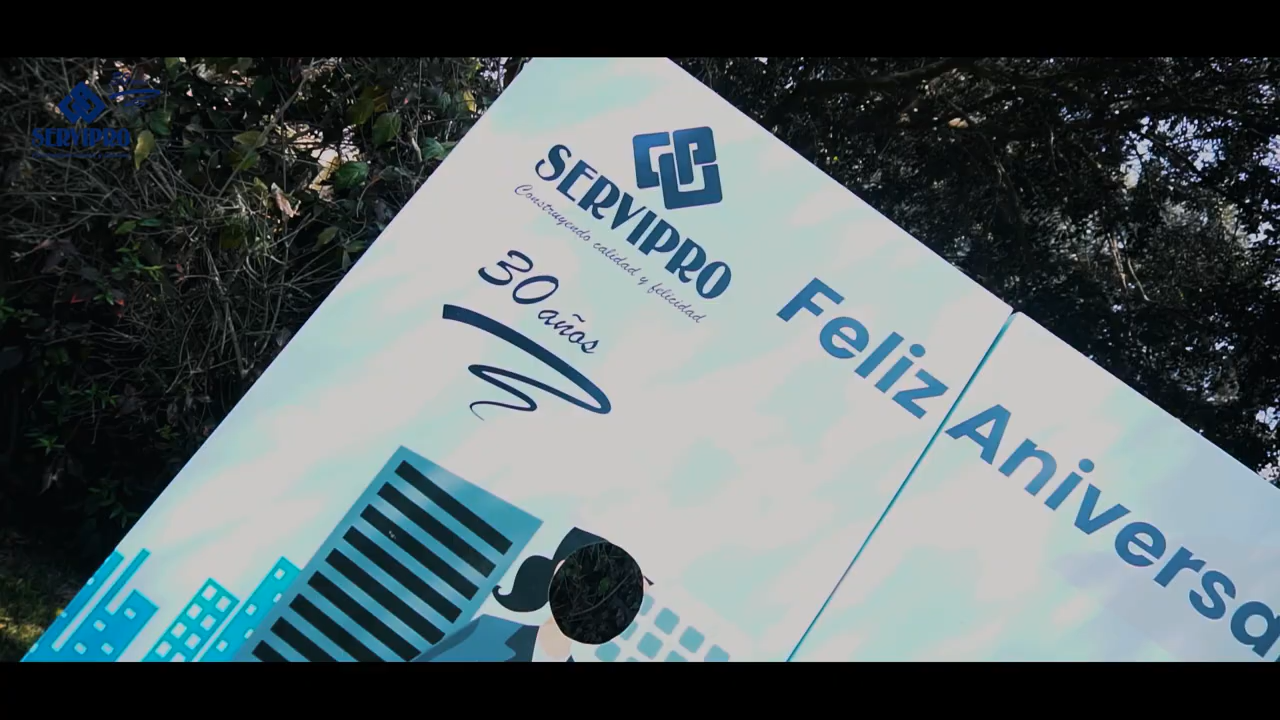 SERVIPRO
SERVIPRO
Construyendo calidad y felicidad
30 años
Feliz Aniversa